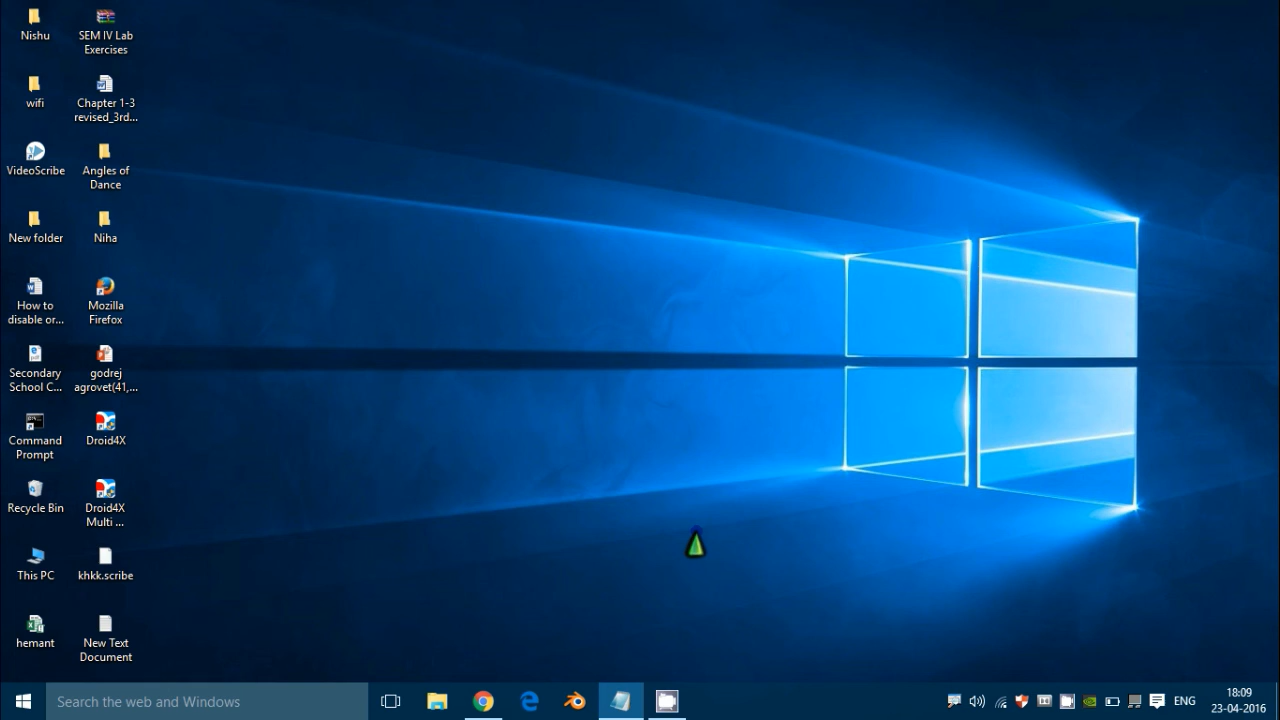 Nishu
SEM IV Lab
Exercises
wifi
Chapter 1-3
revised_3rd...
VideoScribe
Angles of
Dance
New folder
Niha
How to
disable or...
Mozilla
Firefox
Secondary
School C...
godrej
agrovet(41,...
Command
Prompt
Droid4X
Recycle Bin
Droid4X
Multi ...
This PC
khkk.scribe
hemant
New Text
Document
Search the web and Windows
ENG
18:09
23-04-2016